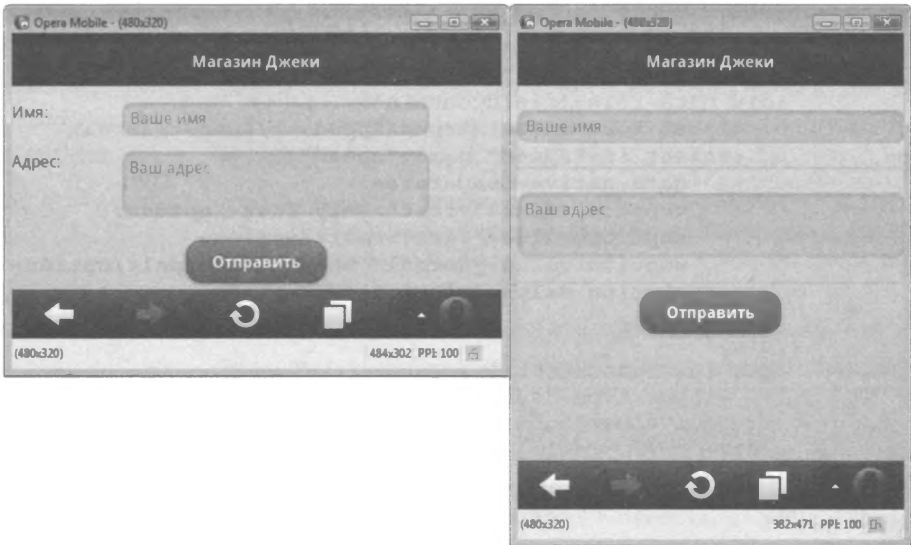 Opera Mobile - (480x320)
Магазин Джеки
Имя:
Ваше имя
Адрес:
Ваш адрес
Отправить
(480x320)
484x302 PPI: 100
Opera Mobile - (480x320)
Магазин Джеки
Ваше имя
Ваш адрес
Отправить
(480x320)
382x471 PPI: 100